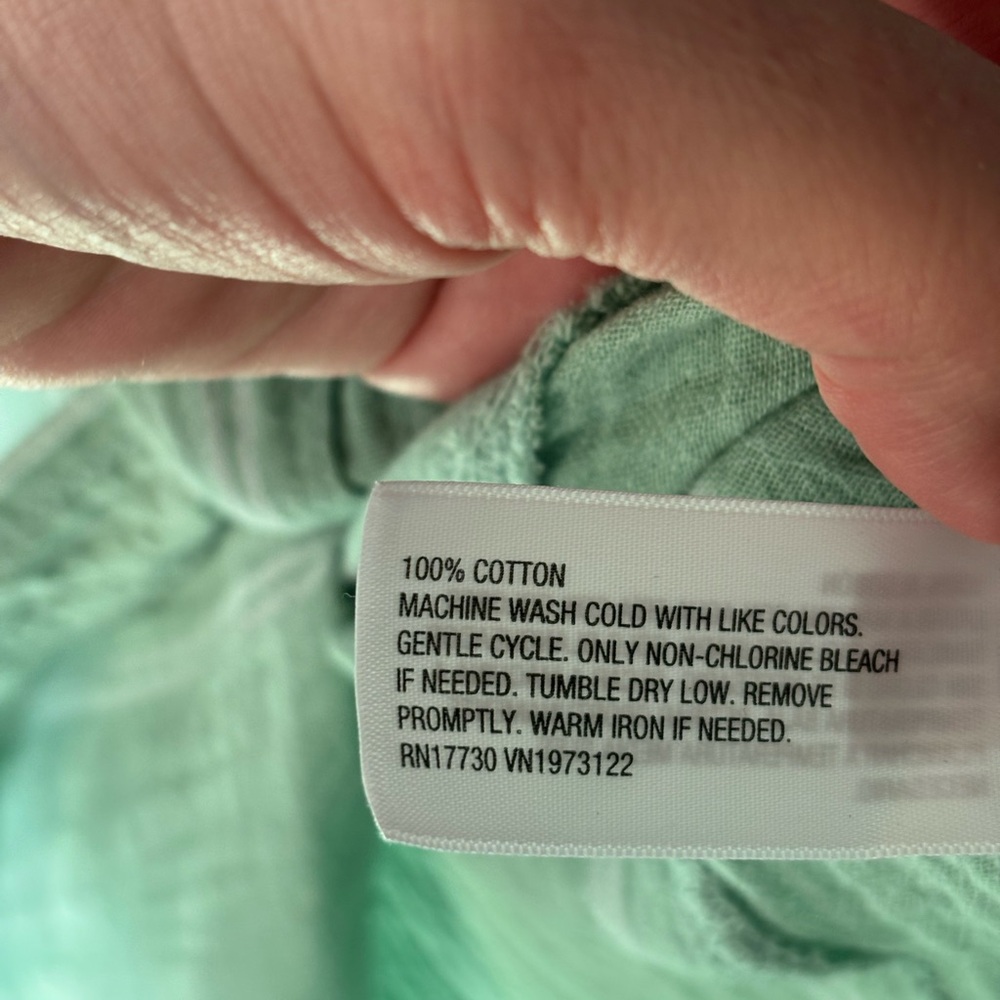 100% COTTON
MACHINE WASH COLD WITH LIKE COLORS.
GENTLE CYCLE. ONLY NON-CHLORINE BLEACH
IF NEEDED. TUMBLE DRY LOW. REMOVE
PROMPTLY. WARM IRON IF NEEDED.
RN17730 VN1973122